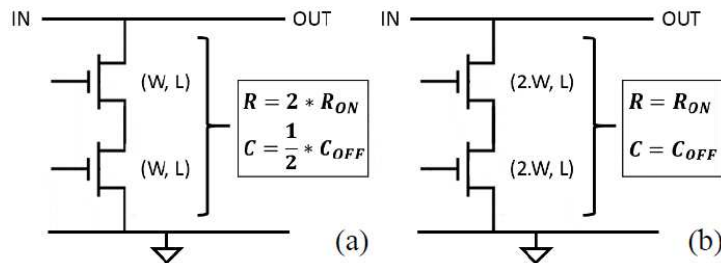 IN OUT
(W, L)
R = 2 * R_ON
C = 1/2 * C_OFF
(W, L)
(a)
IN OUT
(2.W, L)
R = R_ON
C = C_OFF
(2.W, L)
(b)